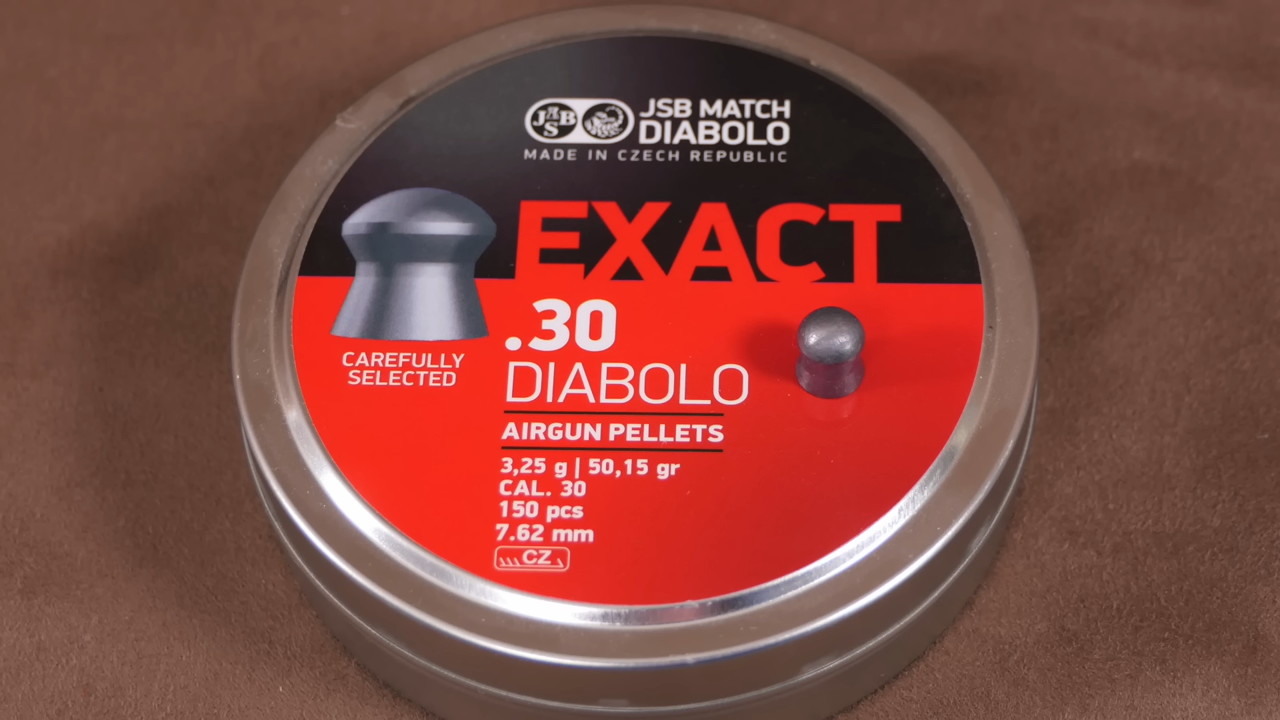 JSB
JSB MATCH
DIABOLO
MADE IN CZECH REPUBLIC
EXACT
.30
DIABOLO
CAREFULLY
SELECTED
AIRGUN PELLETS
3,25 g | 50,15 gr
CAL. 30
150 pcs
7.62 mm
CZ